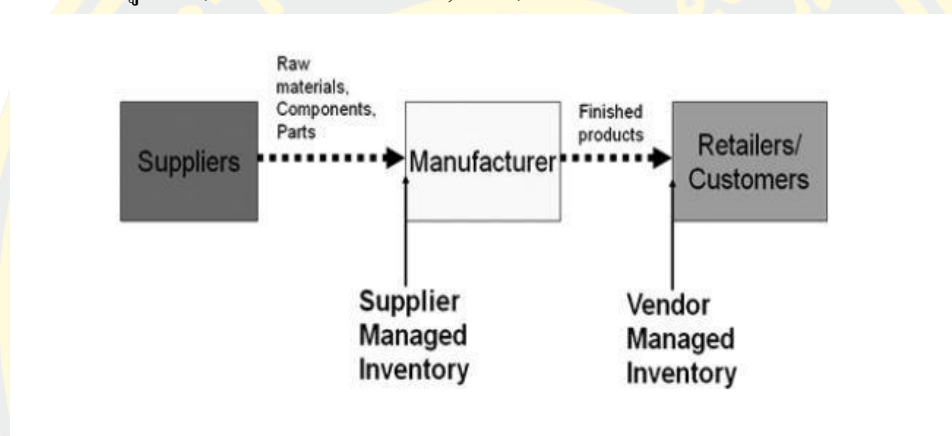 Raw
materials,
Components,
Parts
Finished
products
Suppliers
Manufacturer
Retailers/
Customers
Supplier
Managed
Inventory
Vendor
Managed
Inventory